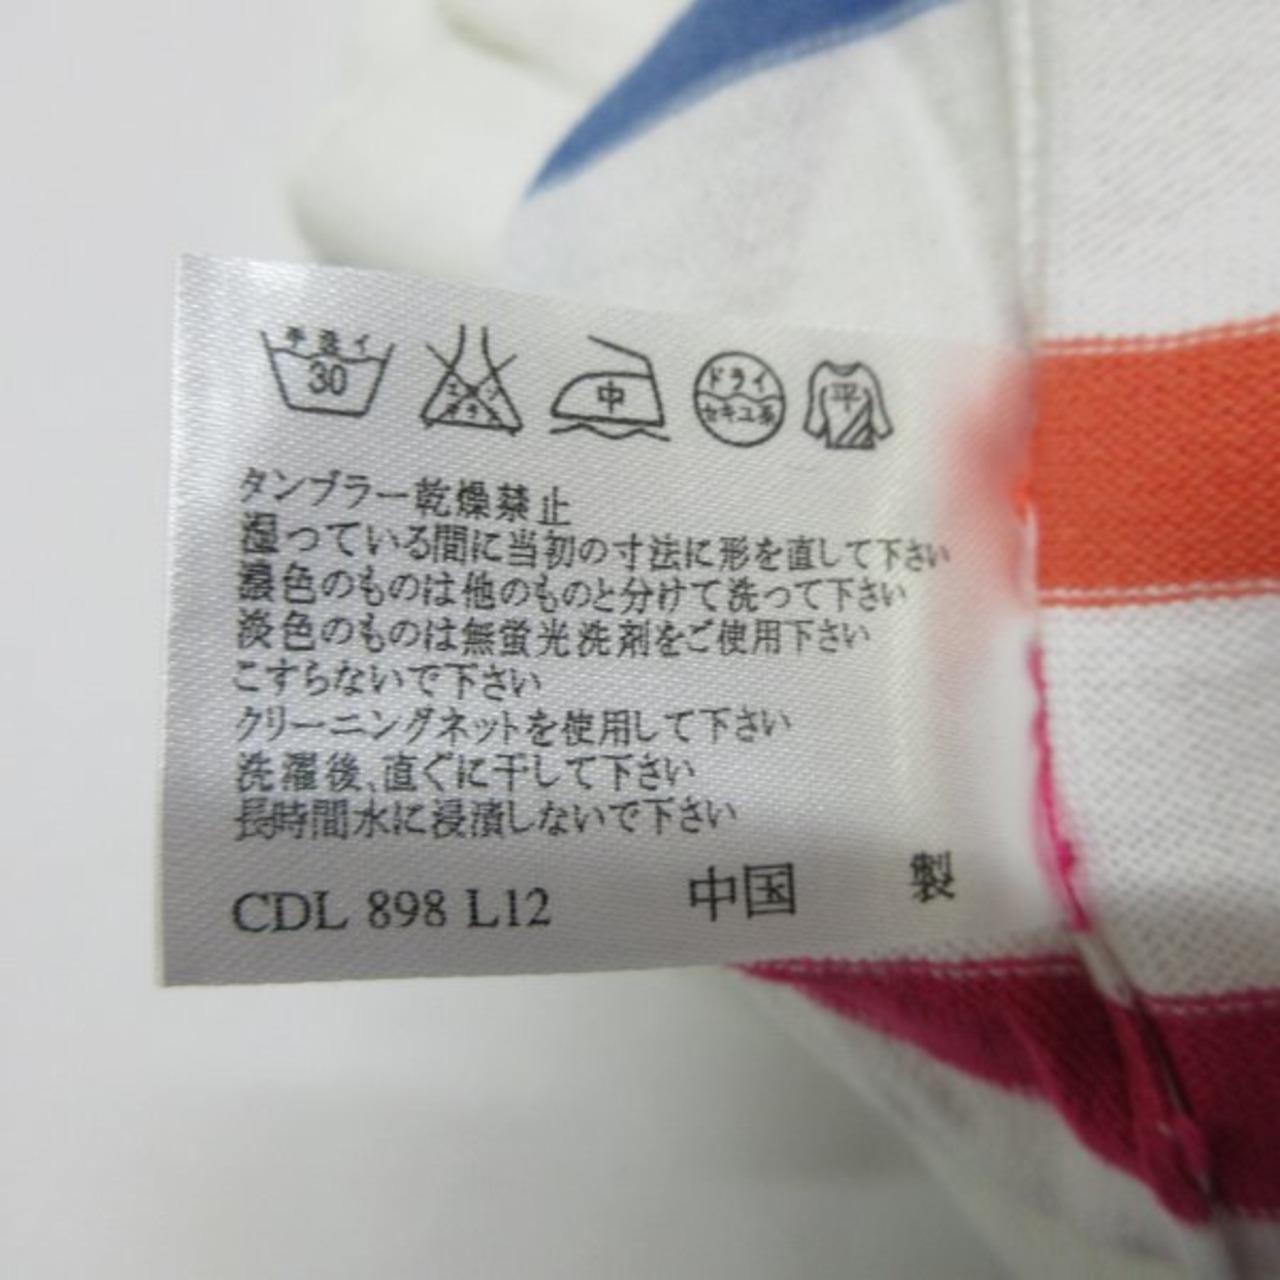 手洗イ 30 エンソサラシ 中 ドライ セキユ系 平
タンブラー乾燥禁止
湿っている間に当初の寸法に形を直して下さい
濃色のものは他のものと分けて洗って下さい
淡色のものは無蛍光洗剤をご使用下さい
こすらないで下さい
クリーニングネットを使用して下さい
洗濯後、直ぐに干して下さい
長時間水に浸漬しないで下さい
CDL 898 L12 中国 製